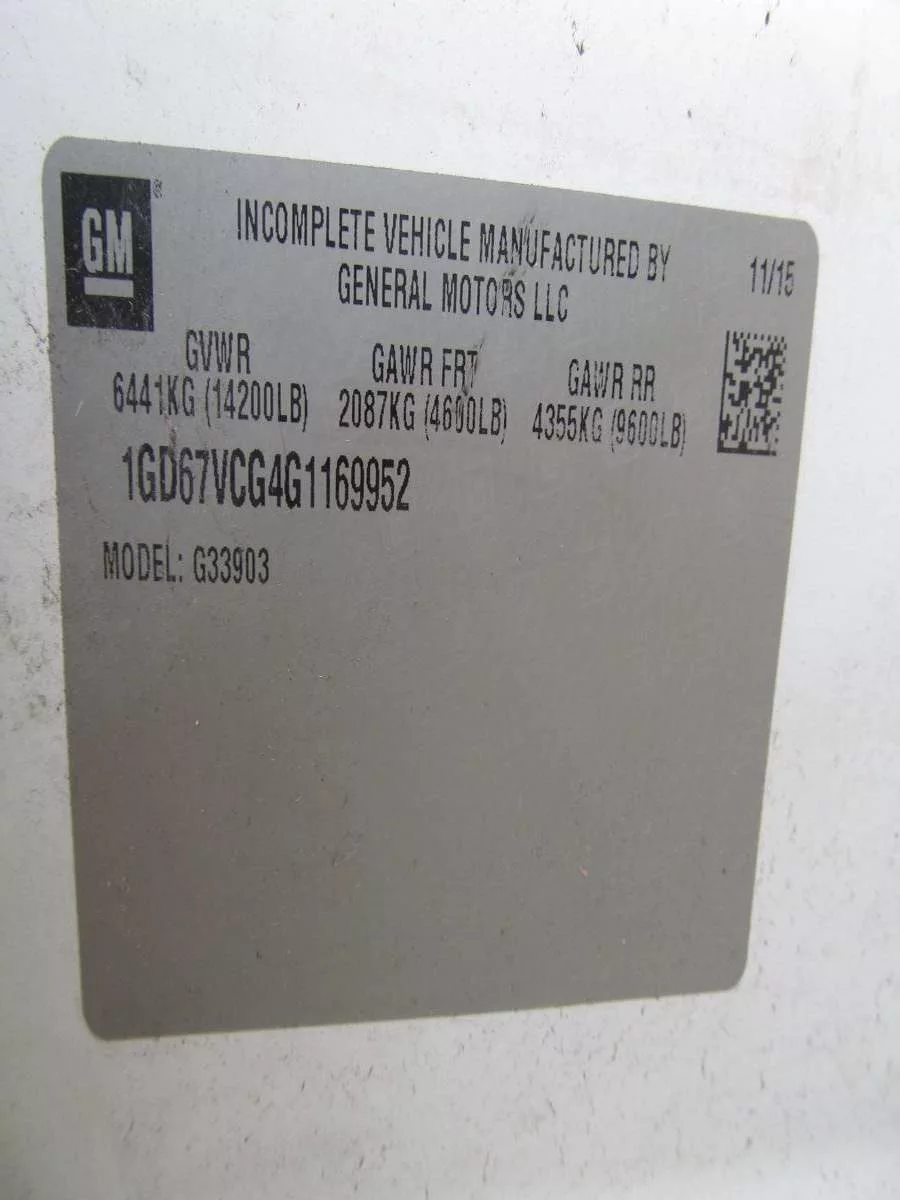 GM ®
INCOMPLETE VEHICLE MANUFACTURED BY
GENERAL MOTORS LLC
11/15
GVWR
6441KG (14200LB)
GAWR FRT
2087KG (4600LB)
GAWR RR
4355KG (9600LB)
1GD67VCG4G1169952
MODEL: G33903